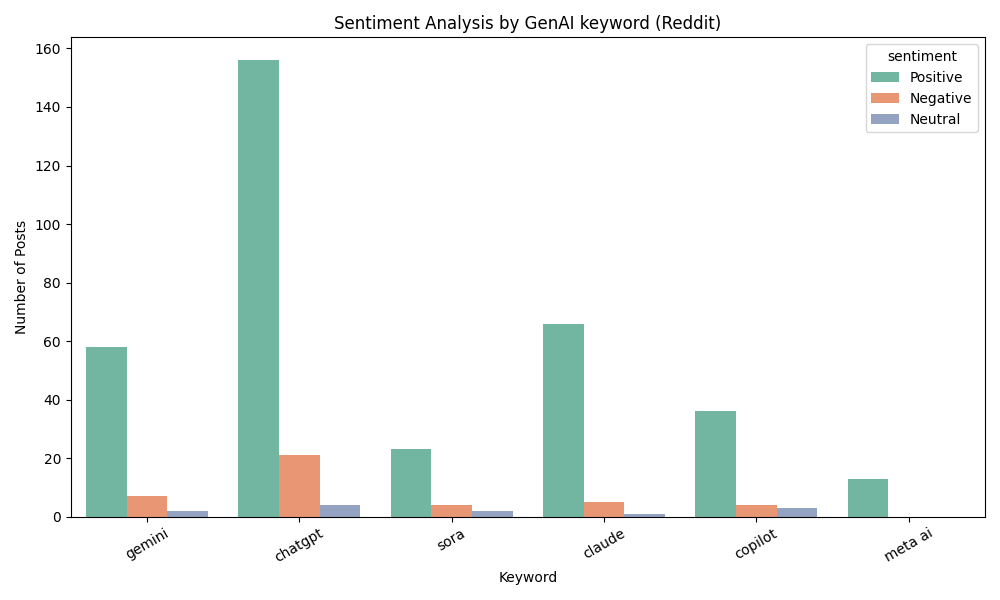 Sentiment Analysis by GenAI keyword (Reddit)
sentiment
Positive
Negative
Neutral
Number of Posts
160
140
120
100
80
60
40
20
0
gemini
chatgpt
sora
claude
copilot
meta ai
Keyword